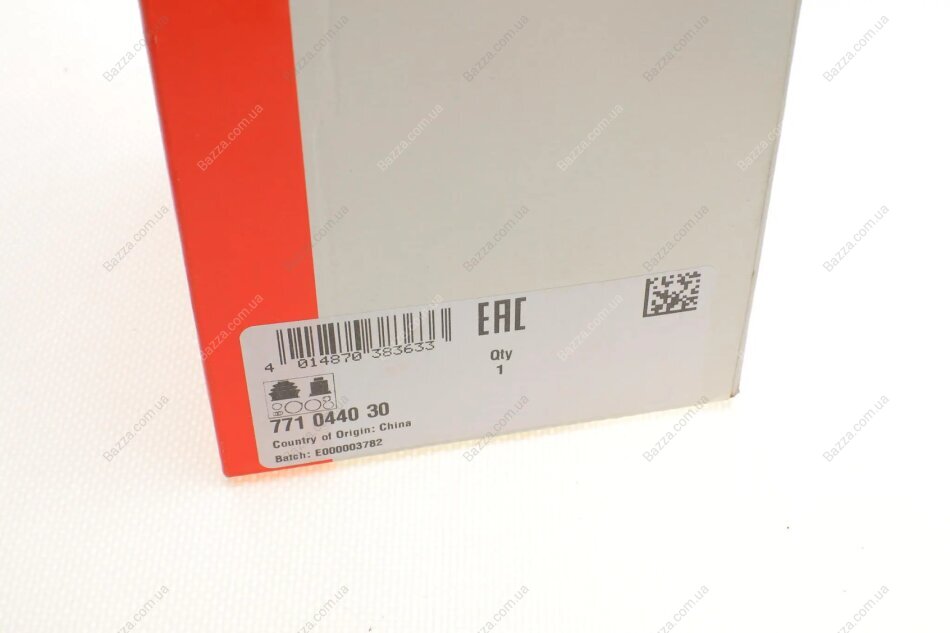 4 014870 383633
EAC
Qty
1
771 0440 30
Country of Origin: China
Batch: E000003782
Bazza.com.ua